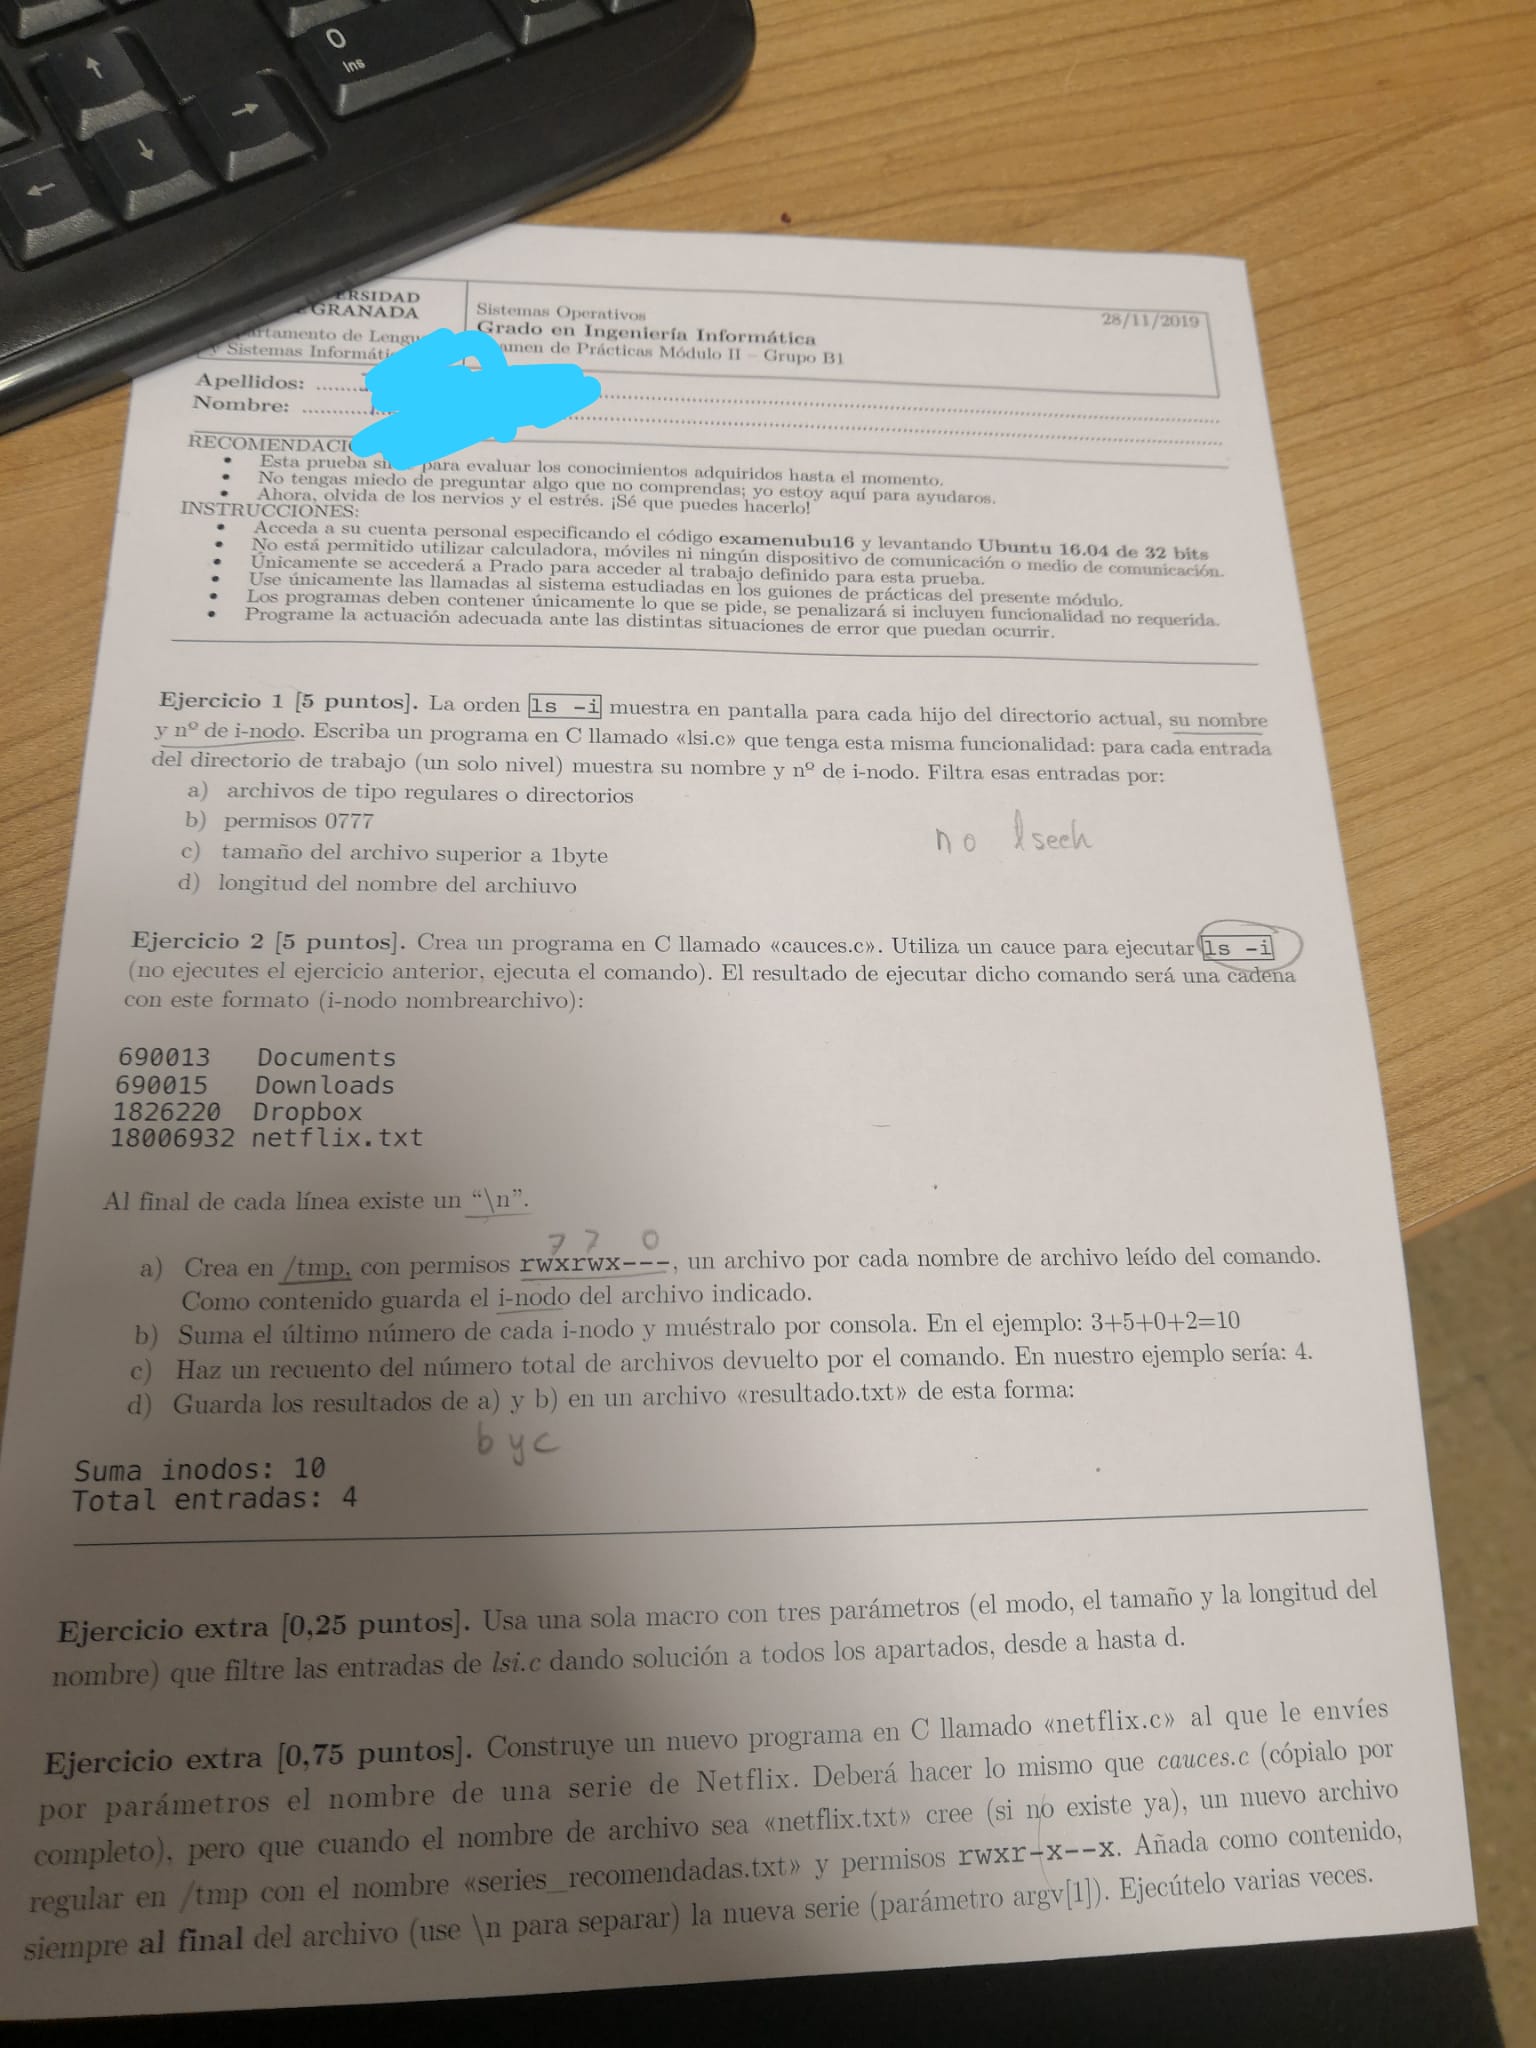 0
Ins
ERSIDAD
GRANADA
artamento de Lengu
y Sistemas Informáti
Sistemas Operativos
Grado en Ingeniería Informática
amen de Prácticas Módulo II – Grupo B1
28/11/2019
Apellidos:
Nombre:
RECOMENDACI
• Esta prueba si para evaluar los conocimientos adquiridos hasta el momento.
• No tengas miedo de preguntar algo que no comprendas; yo estoy aquí para ayudaros.
• Ahora, olvida de los nervios y el estrés. ¡Sé que puedes hacerlo!
INSTRUCCIONES:
• Acceda a su cuenta personal especificando el código examenubu16 y levantando Ubuntu 16.04 de 32 bits
• No está permitido utilizar calculadora, móviles ni ningún dispositivo de comunicación o medio de comunicación.
• Únicamente se accederá a Prado para acceder al trabajo definido para esta prueba.
• Use únicamente las llamadas al sistema estudiadas en los guiones de prácticas del presente módulo.
• Los programas deben contener únicamente lo que se pide, se penalizará si incluyen funcionalidad no requerida.
• Programe la actuación adecuada ante las distintas situaciones de error que puedan ocurrir.
Ejercicio 1 [5 puntos]. La orden ls -i muestra en pantalla para cada hijo del directorio actual, su nombre
y nº de i-nodo. Escriba un programa en C llamado «lsi.c» que tenga esta misma funcionalidad: para cada entrada
del directorio de trabajo (un solo nivel) muestra su nombre y nº de i-nodo. Filtra esas entradas por:
a) archivos de tipo regulares o directorios
b) permisos 0777
c) tamaño del archivo superior a 1byte
d) longitud del nombre del archiuvo
no lseek
Ejercicio 2 [5 puntos]. Crea un programa en C llamado «cauces.c». Utiliza un cauce para ejecutar ls -i
(no ejecutes el ejercicio anterior, ejecuta el comando). El resultado de ejecutar dicho comando será una cadena
con este formato (i-nodo nombrearchivo):
690013 Documents
690015 Downloads
1826220 Dropbox
18006932 netflix.txt
Al final de cada línea existe un “\n”.
7 7 0
a) Crea en /tmp, con permisos rwxrwx---, un archivo por cada nombre de archivo leído del comando.
Como contenido guarda el i-nodo del archivo indicado.
b) Suma el último número de cada i-nodo y muéstralo por consola. En el ejemplo: 3+5+0+2=10
c) Haz un recuento del número total de archivos devuelto por el comando. En nuestro ejemplo sería: 4.
d) Guarda los resultados de a) y b) en un archivo «resultado.txt» de esta forma:
b y c
Suma inodos: 10
Total entradas: 4
Ejercicio extra [0,25 puntos]. Usa una sola macro con tres parámetros (el modo, el tamaño y la longitud del
nombre) que filtre las entradas de lsi.c dando solución a todos los apartados, desde a hasta d.
Ejercicio extra [0,75 puntos]. Construye un nuevo programa en C llamado «netflix.c» al que le envíes
por parámetros el nombre de una serie de Netflix. Deberá hacer lo mismo que cauces.c (cópialo por
completo), pero que cuando el nombre de archivo sea «netflix.txt» cree (si no existe ya), un nuevo archivo
regular en /tmp con el nombre «series_recomendadas.txt» y permisos rwxr-x--x. Añada como contenido,
siempre al final del archivo (use \n para separar) la nueva serie (parámetro argv[1]). Ejecútelo varias veces.